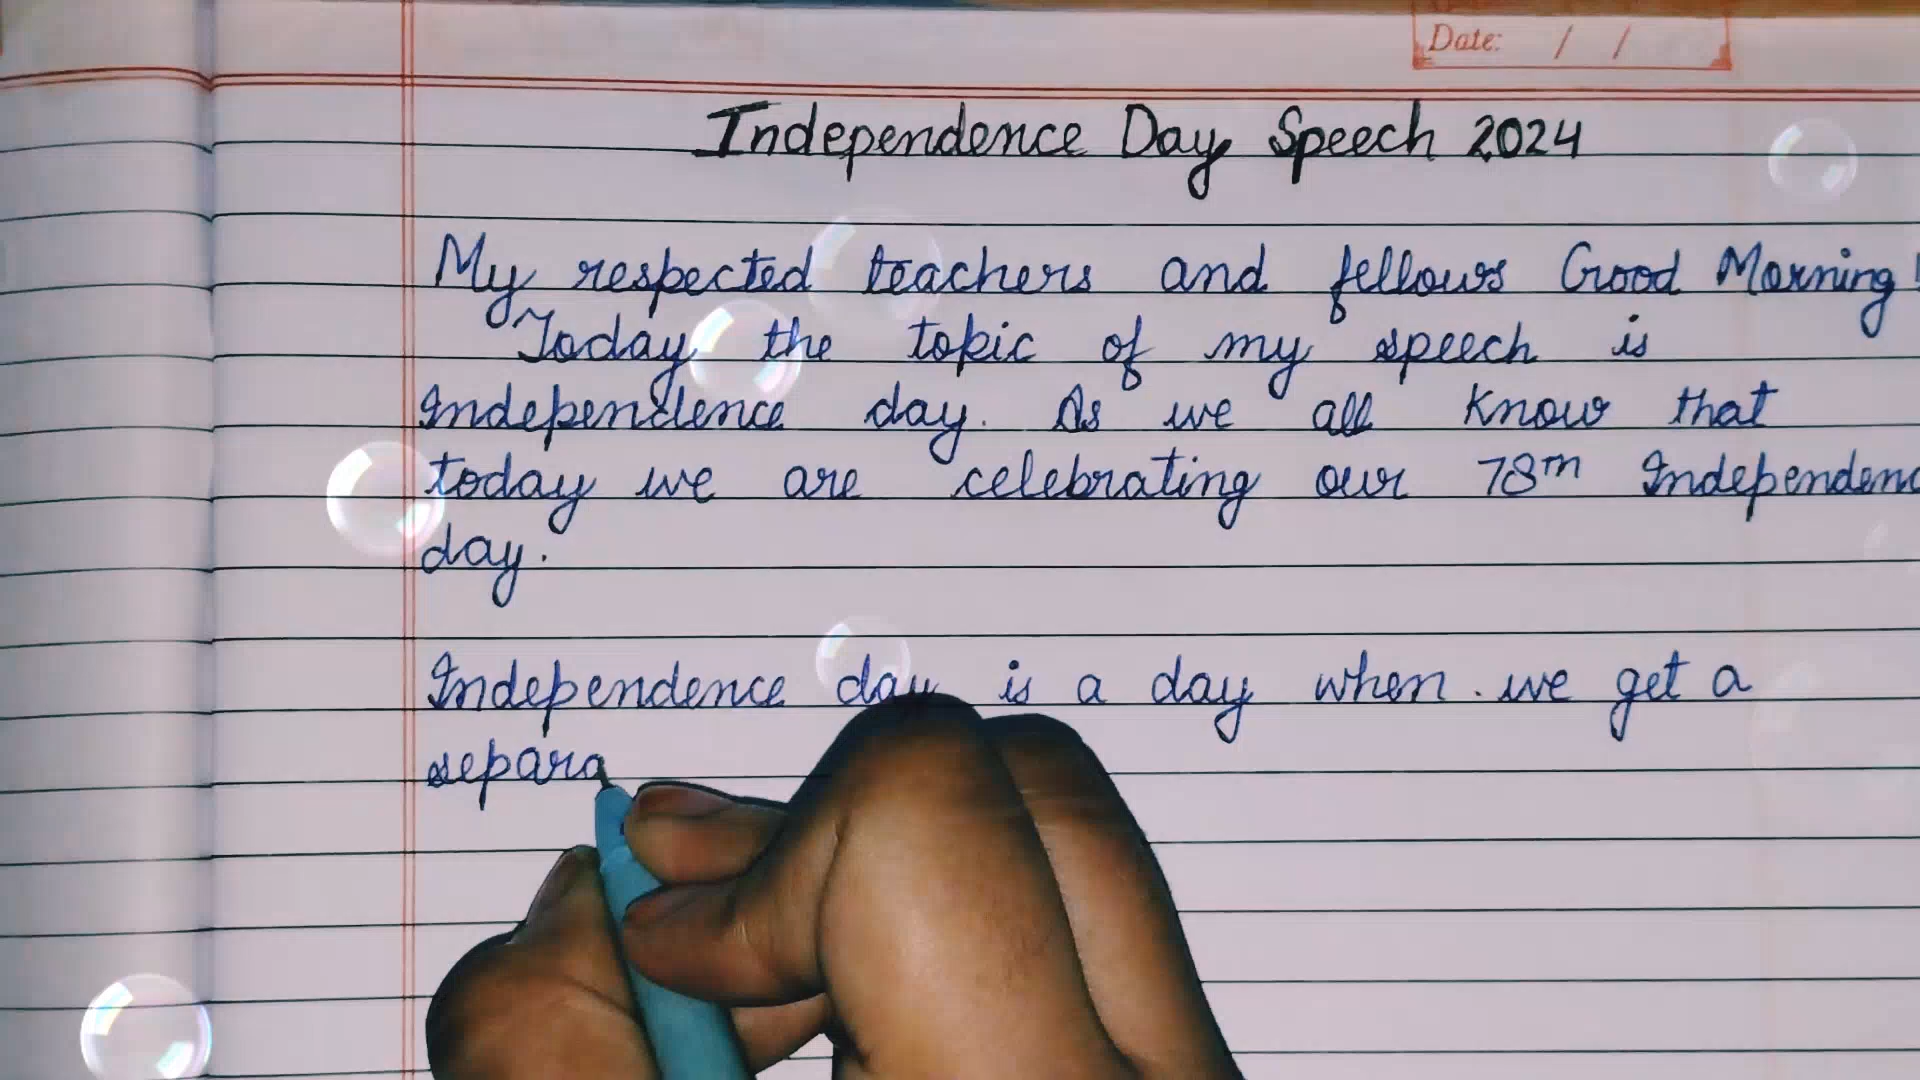 Date: / /
Independence Day Speech 2024
My respected teachers and fellows Good Morning!
Today the topic of my speech is
Independence day. As we all know that
today we are celebrating our 78th Independenc
day.
Independence day is a day when we get a
separa